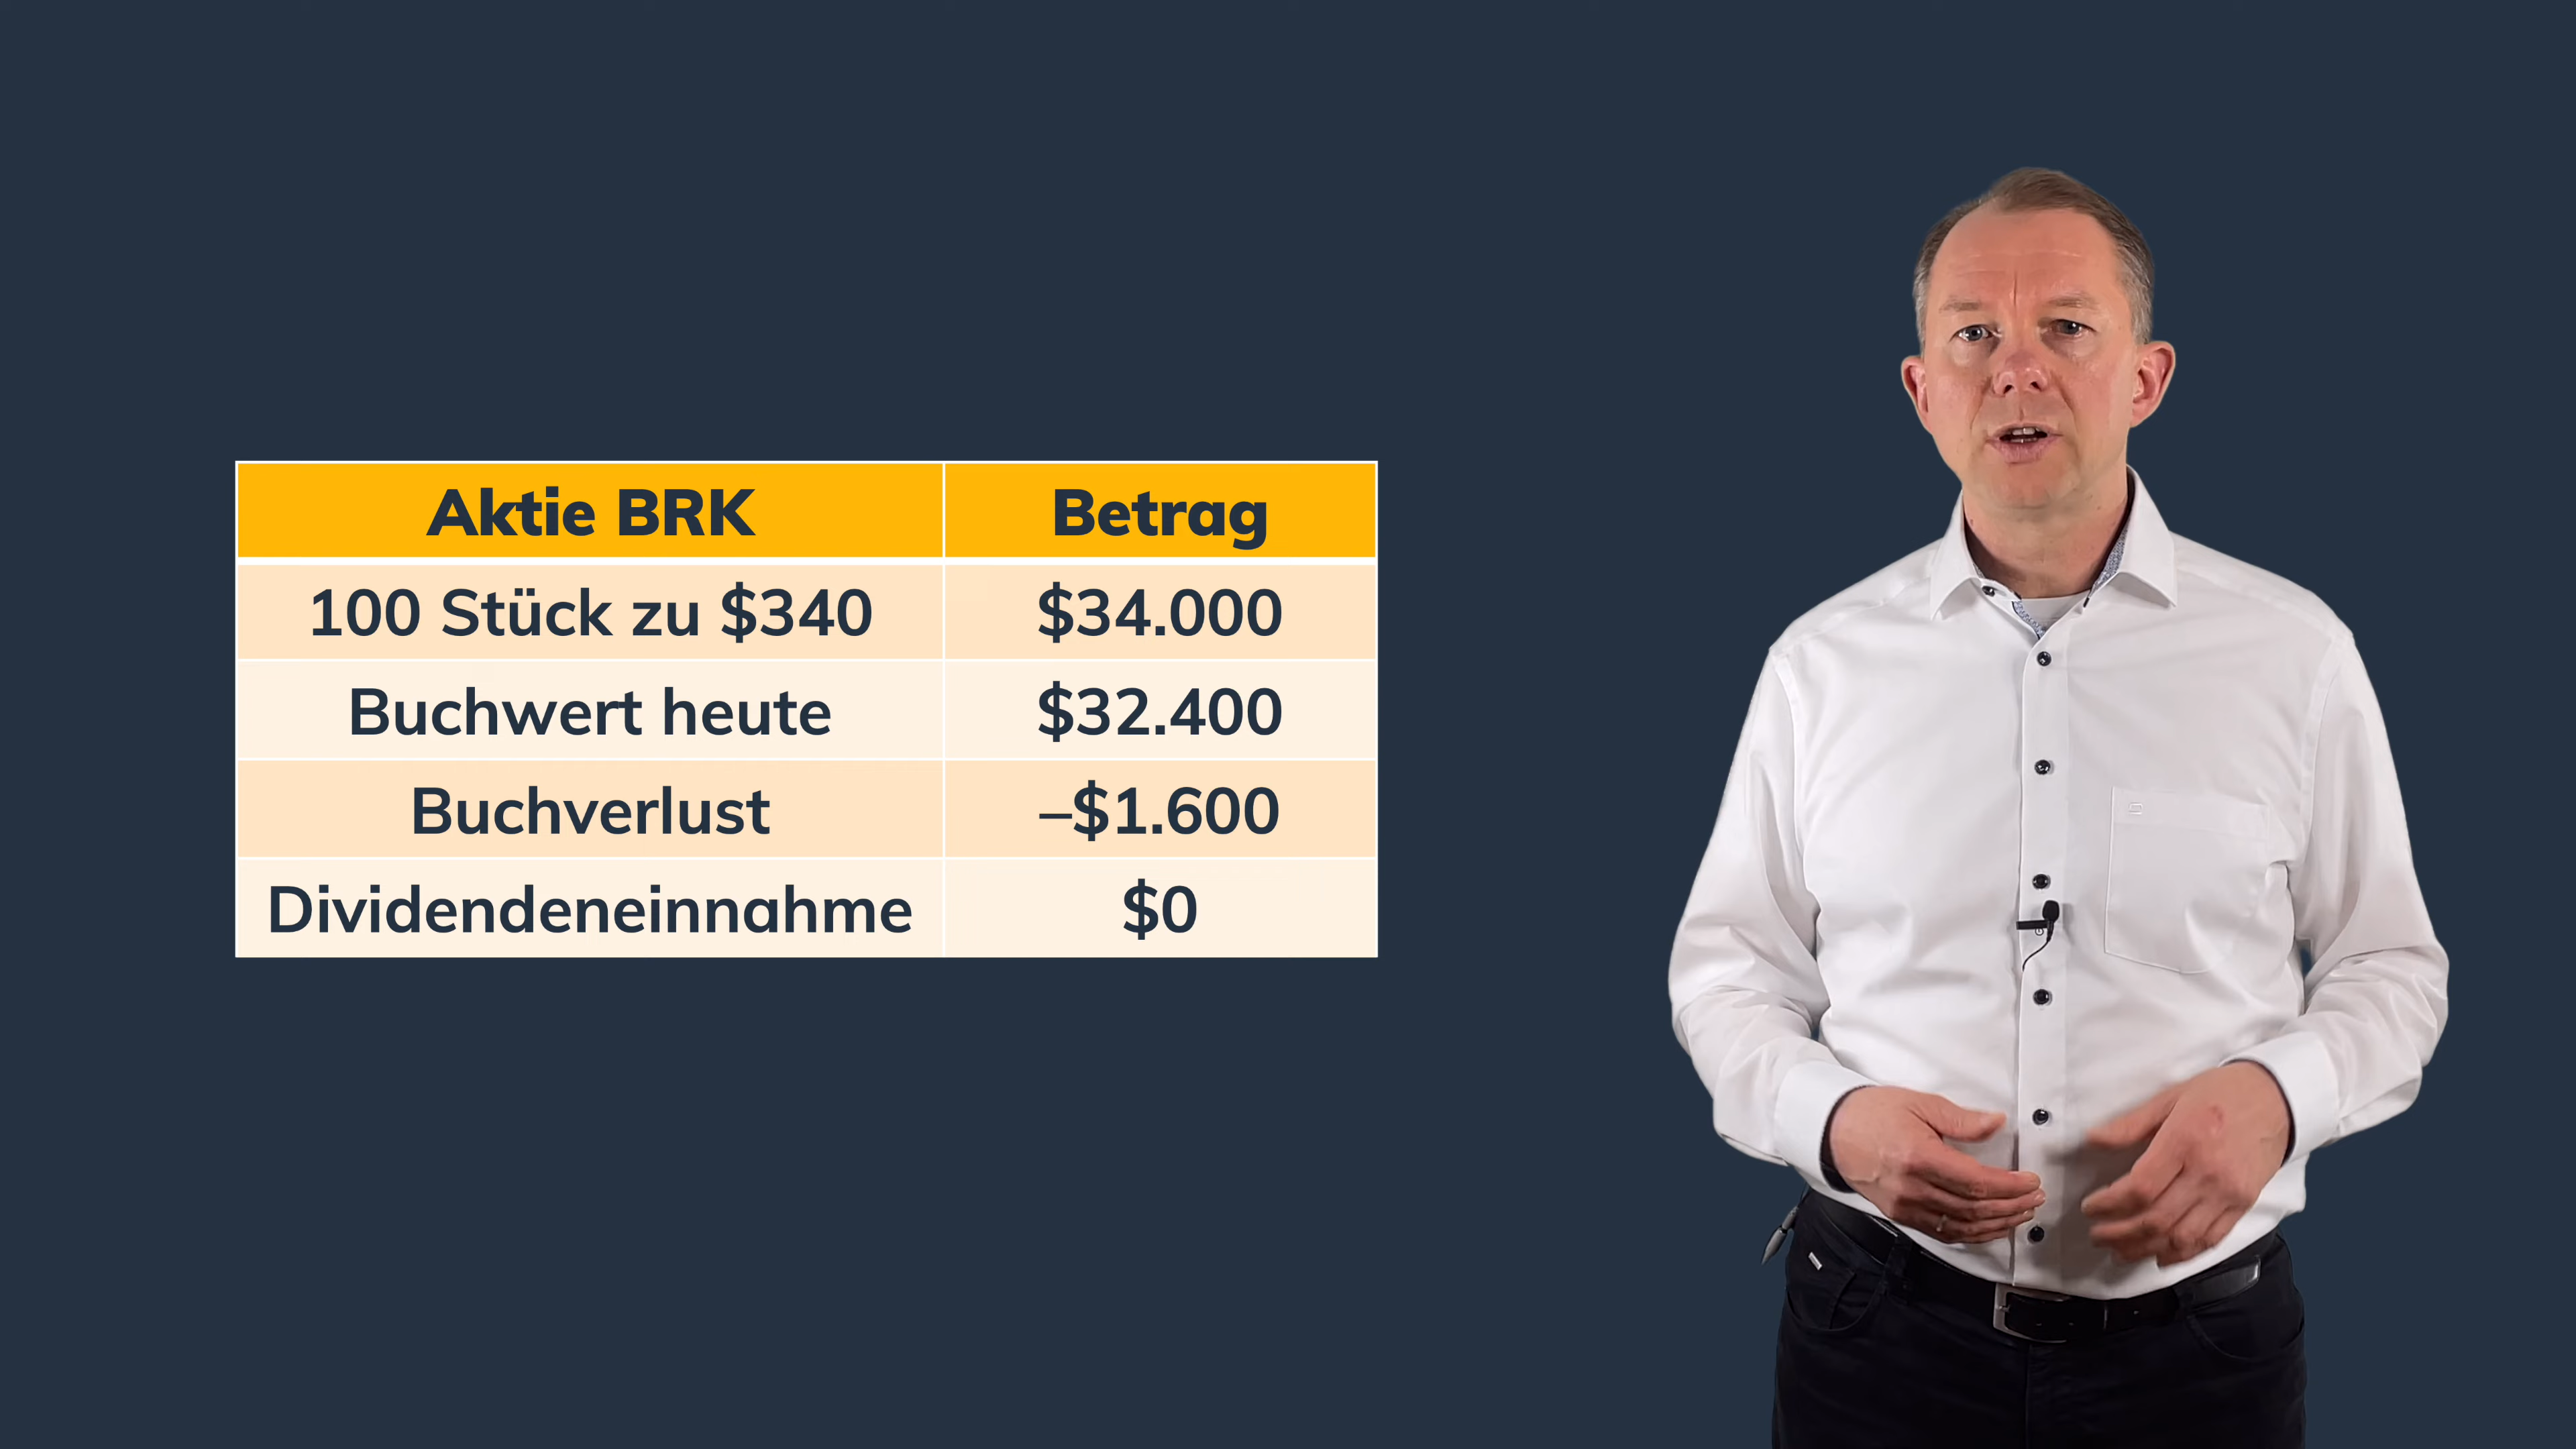 Aktie BRK Betrag
100 Stück zu $340 $34.000
Buchwert heute $32.400
Buchverlust –$1.600
Dividendeneinnahme $0